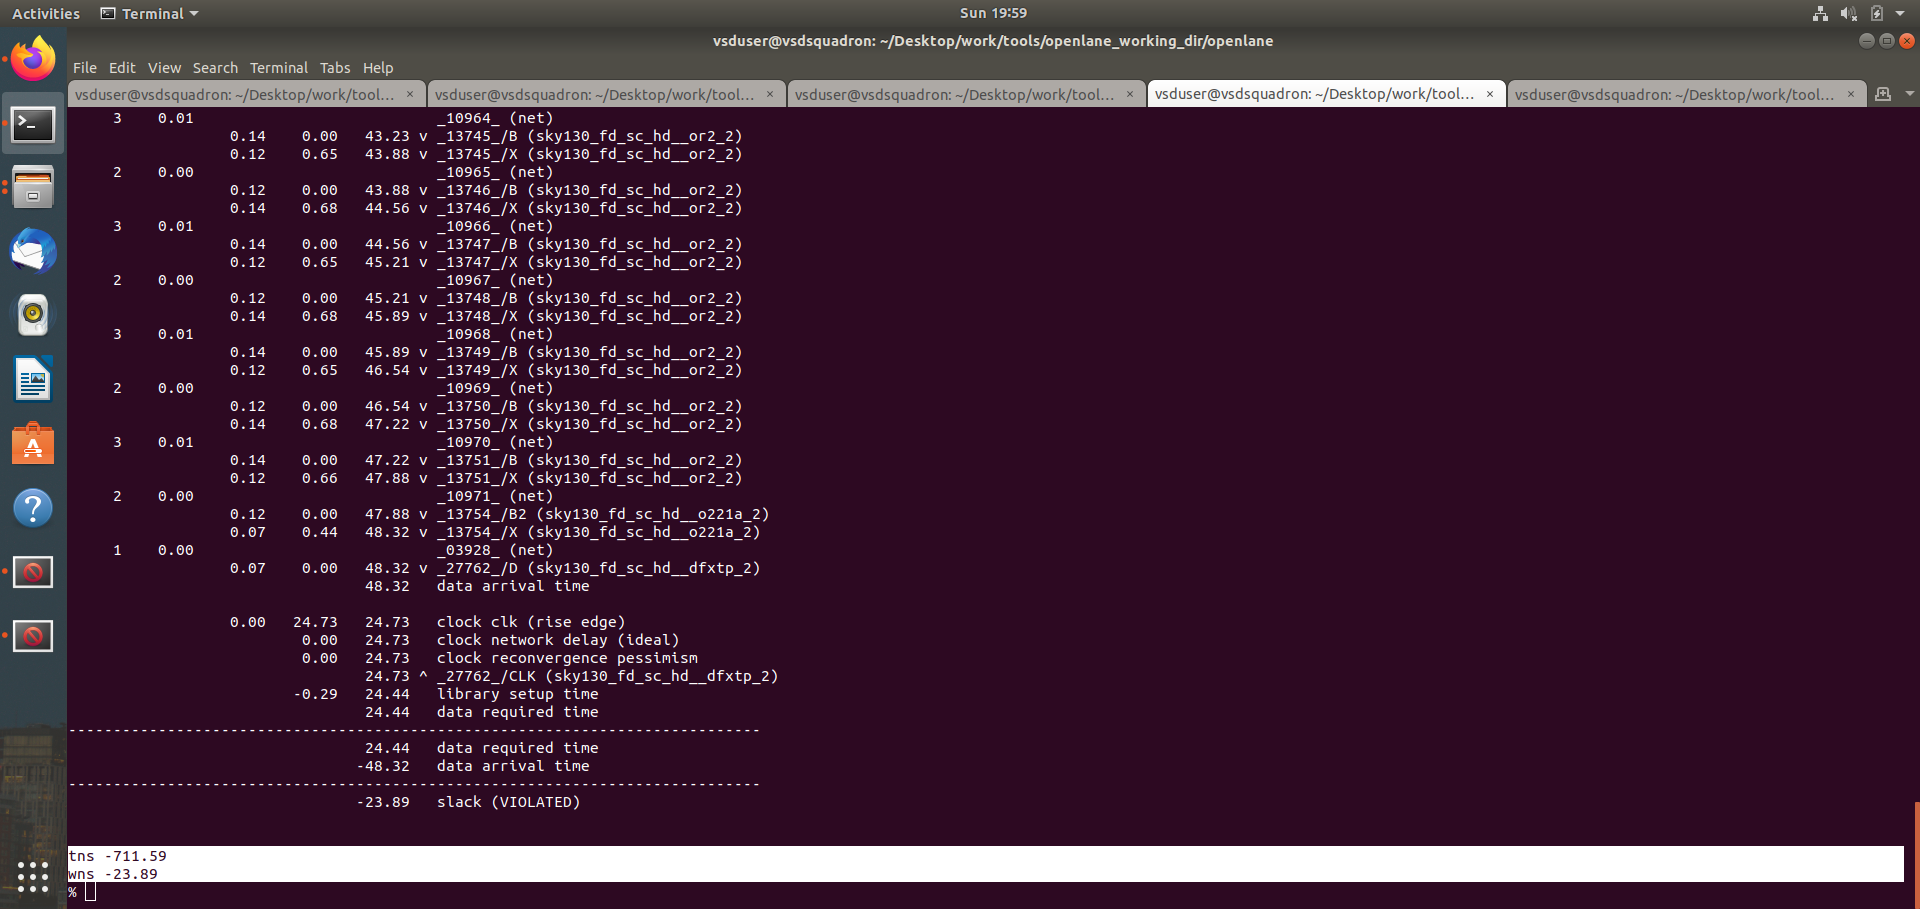 Activities Terminal Sun 19:59
vsduser@vsdsquadron: ~/Desktop/work/tools/openlane_working_dir/openlane
File Edit View Search Terminal Tabs Help
vsduser@vsdsquadron: ~/Desktop/work/tool... × vsduser@vsdsquadron: ~/Desktop/work/tool... × vsduser@vsdsquadron: ~/Desktop/work/tool... × vsduser@vsdsquadron: ~/Desktop/work/tool... × vsduser@vsdsquadron: ~/Desktop/work/tool... ×
3 0.01 _10964_ (net)
0.14 0.00 43.23 v _13745_/B (sky130_fd_sc_hd__or2_2)
0.12 0.65 43.88 v _13745_/X (sky130_fd_sc_hd__or2_2)
2 0.00 _10965_ (net)
0.12 0.00 43.88 v _13746_/B (sky130_fd_sc_hd__or2_2)
0.14 0.68 44.56 v _13746_/X (sky130_fd_sc_hd__or2_2)
3 0.01 _10966_ (net)
0.14 0.00 44.56 v _13747_/B (sky130_fd_sc_hd__or2_2)
0.12 0.65 45.21 v _13747_/X (sky130_fd_sc_hd__or2_2)
2 0.00 _10967_ (net)
0.12 0.00 45.21 v _13748_/B (sky130_fd_sc_hd__or2_2)
0.14 0.68 45.89 v _13748_/X (sky130_fd_sc_hd__or2_2)
3 0.01 _10968_ (net)
0.14 0.00 45.89 v _13749_/B (sky130_fd_sc_hd__or2_2)
0.12 0.65 46.54 v _13749_/X (sky130_fd_sc_hd__or2_2)
2 0.00 _10969_ (net)
0.12 0.00 46.54 v _13750_/B (sky130_fd_sc_hd__or2_2)
0.14 0.68 47.22 v _13750_/X (sky130_fd_sc_hd__or2_2)
3 0.01 _10970_ (net)
0.14 0.00 47.22 v _13751_/B (sky130_fd_sc_hd__or2_2)
0.12 0.66 47.88 v _13751_/X (sky130_fd_sc_hd__or2_2)
2 0.00 _10971_ (net)
0.12 0.00 47.88 v _13754_/B2 (sky130_fd_sc_hd__o221a_2)
0.07 0.44 48.32 v _13754_/X (sky130_fd_sc_hd__o221a_2)
1 0.00 _03928_ (net)
0.07 0.00 48.32 v _27762_/D (sky130_fd_sc_hd__dfxtp_2)
48.32 data arrival time
0.00 24.73 24.73 clock clk (rise edge)
0.00 24.73 clock network delay (ideal)
0.00 24.73 clock reconvergence pessimism
24.73 ^ _27762_/CLK (sky130_fd_sc_hd__dfxtp_2)
-0.29 24.44 library setup time
24.44 data required time
-----------------------------------------------------------------------------
24.44 data required time
-48.32 data arrival time
-----------------------------------------------------------------------------
-23.89 slack (VIOLATED)
tns -711.59
wns -23.89
%